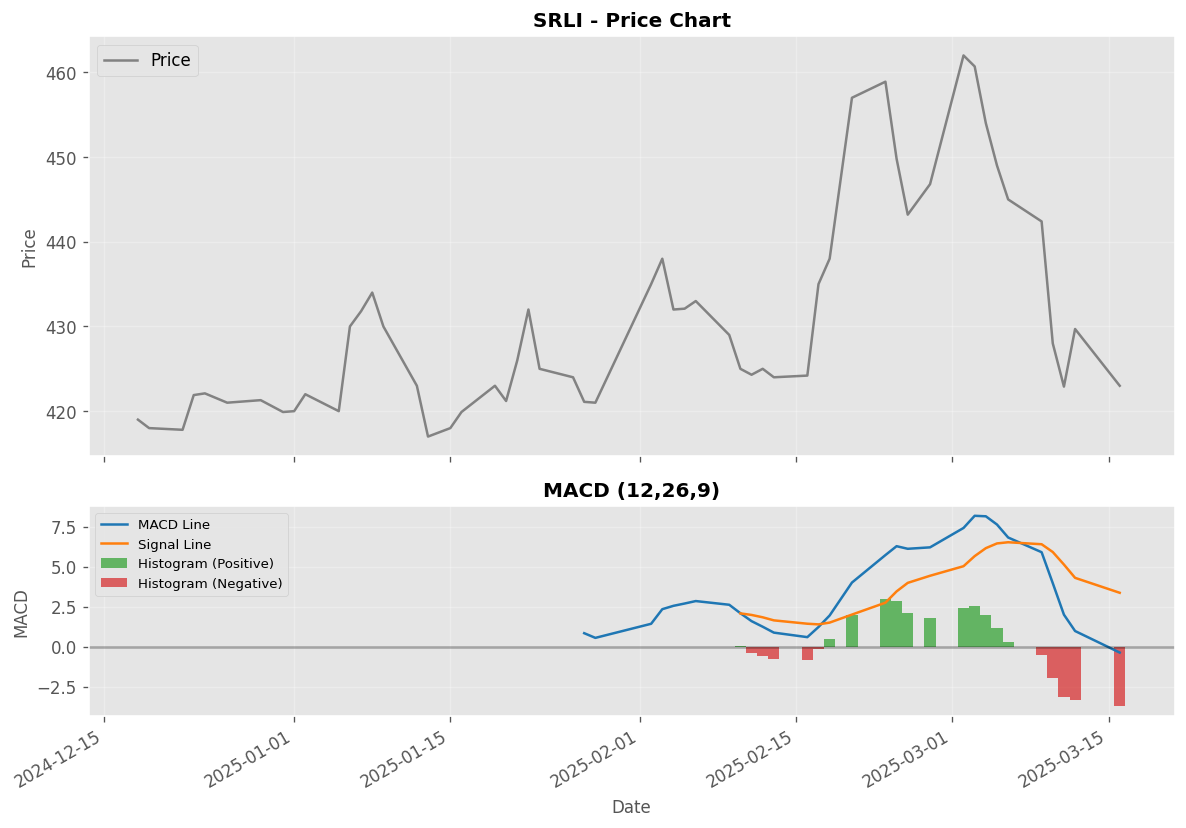 SRLI - Price Chart
Price
460
450
440
430
420
Price
MACD (12,26,9)
MACD Line
Signal Line
Histogram (Positive)
Histogram (Negative)
7.5
5.0
2.5
0.0
−2.5
MACD
2024-12-15
2025-01-01
2025-01-15
2025-02-01
2025-02-15
2025-03-01
2025-03-15
Date